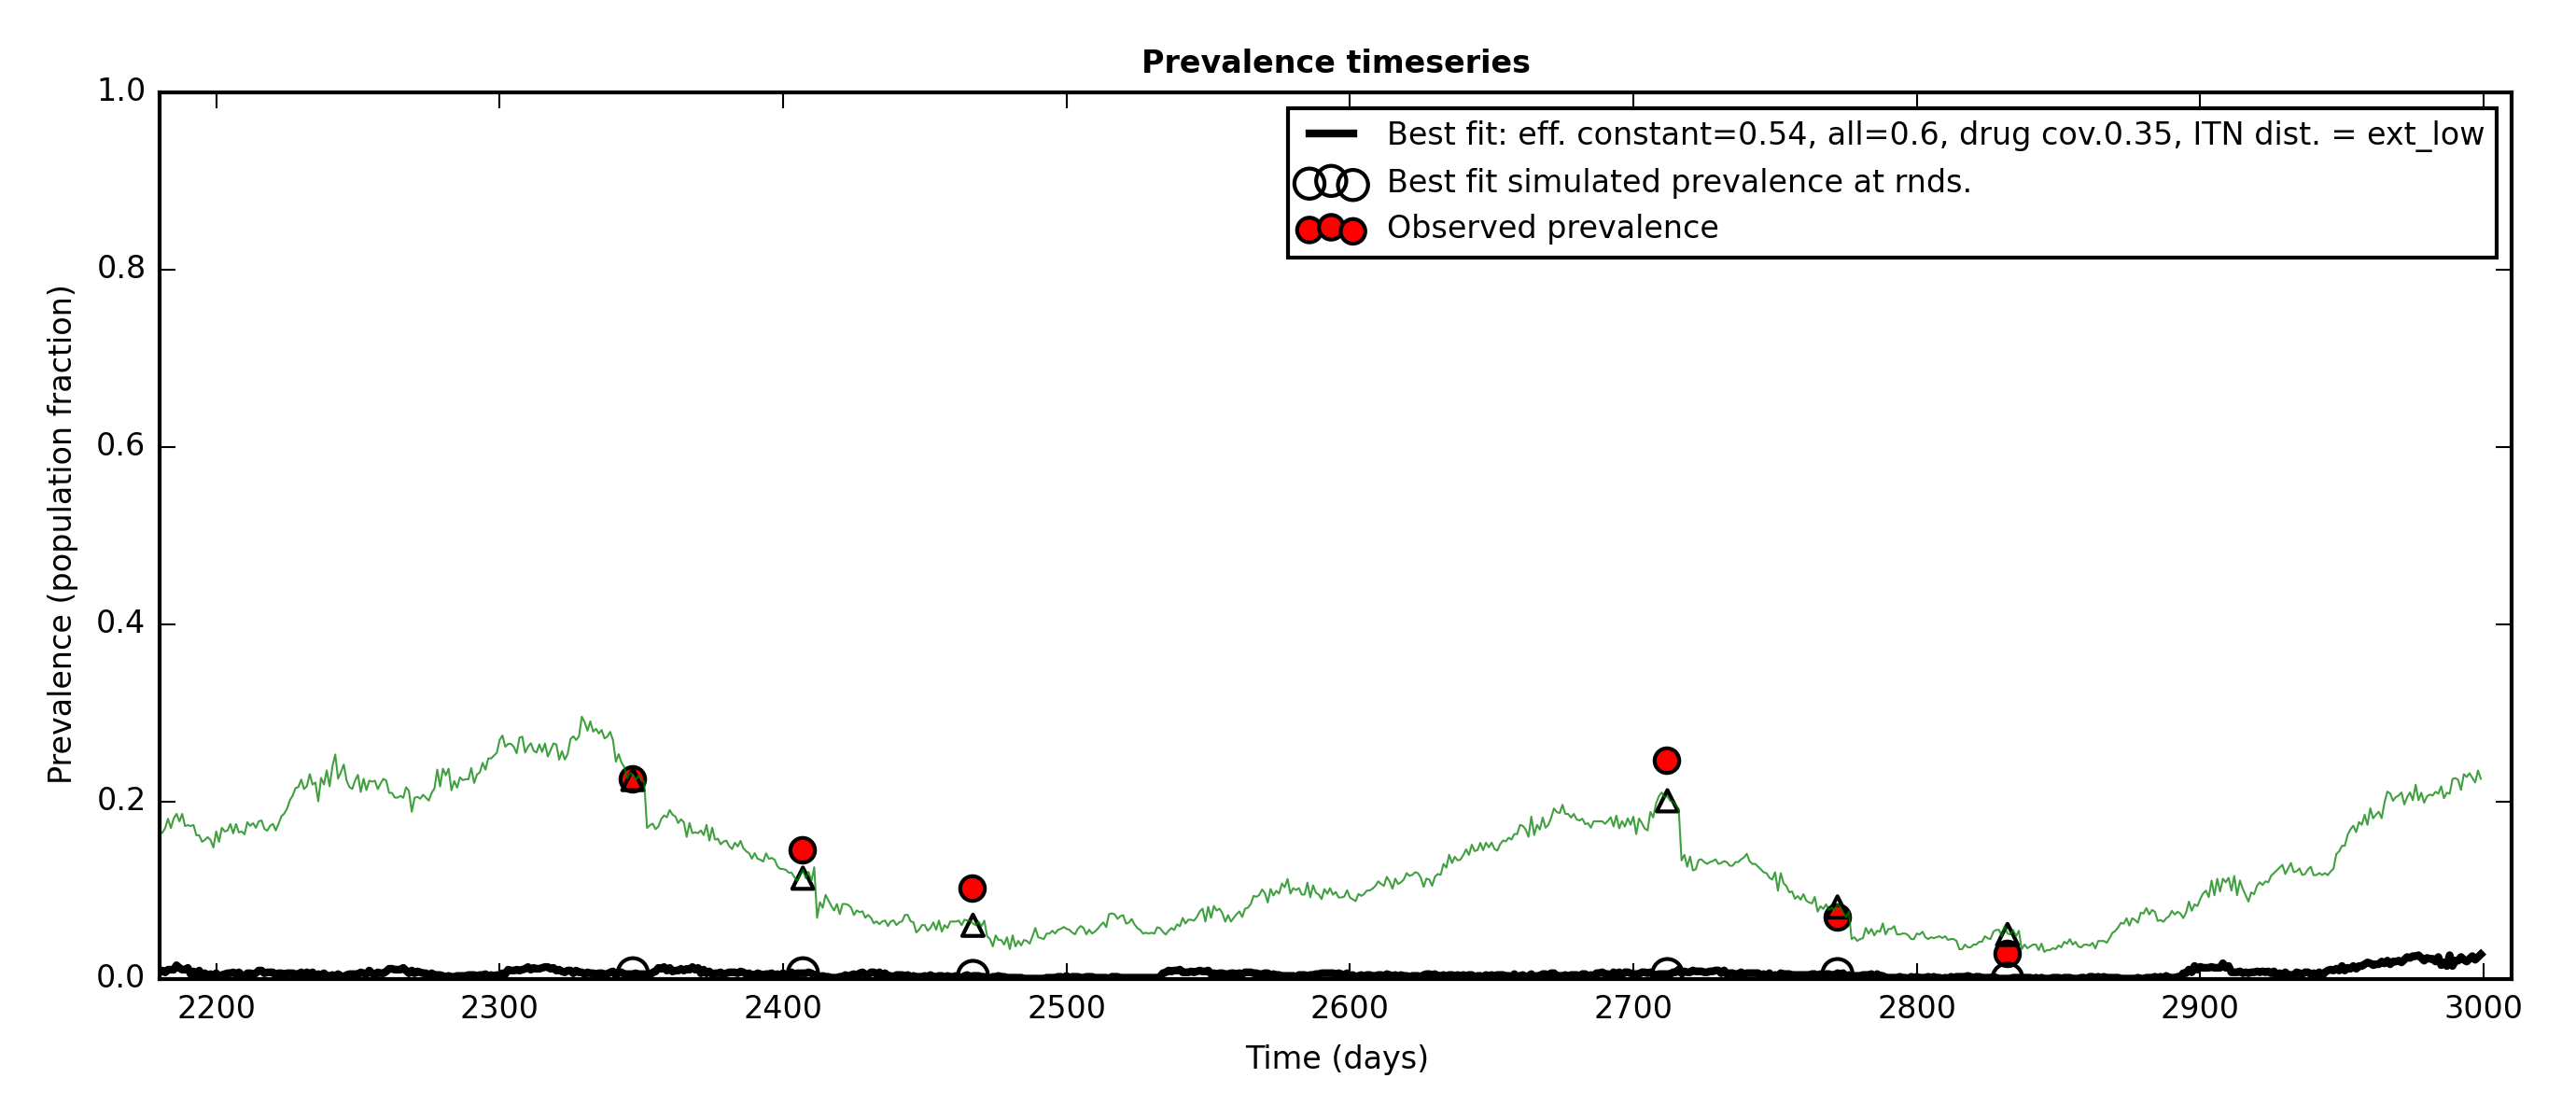 Prevalence timeseries
1.0
0.8
0.6
0.4
0.2
0.0
Prevalence (population fraction)
Best fit: eff. constant=0.54, all=0.6, drug cov.0.35, ITN dist. = ext_low
Best fit simulated prevalence at rnds.
Observed prevalence
2200 2300 2400 2500 2600 2700 2800 2900 3000
Time (days)